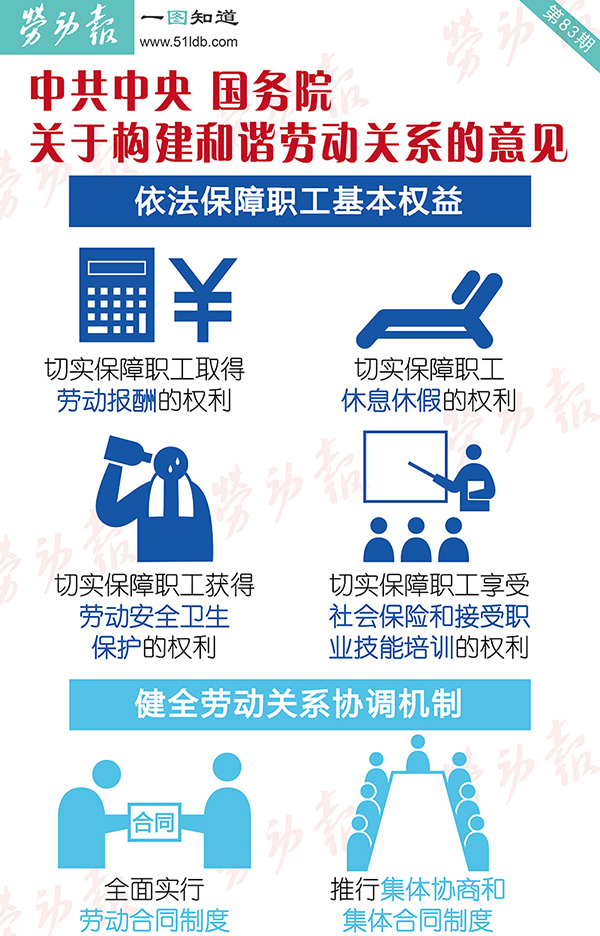 勞动報
一图知道
www.51ldb.com
第83期
中共中央 国务院
关于构建和谐劳动关系的意见
依法保障职工基本权益
切实保障职工取得
劳动报酬的权利
切实保障职工
休息休假的权利
切实保障职工获得
劳动安全卫生
保护的权利
切实保障职工享受
社会保险和接受职
业技能培训的权利
健全劳动关系协调机制
合同
全面实行
劳动合同制度
推行集体协商和
集体合同制度